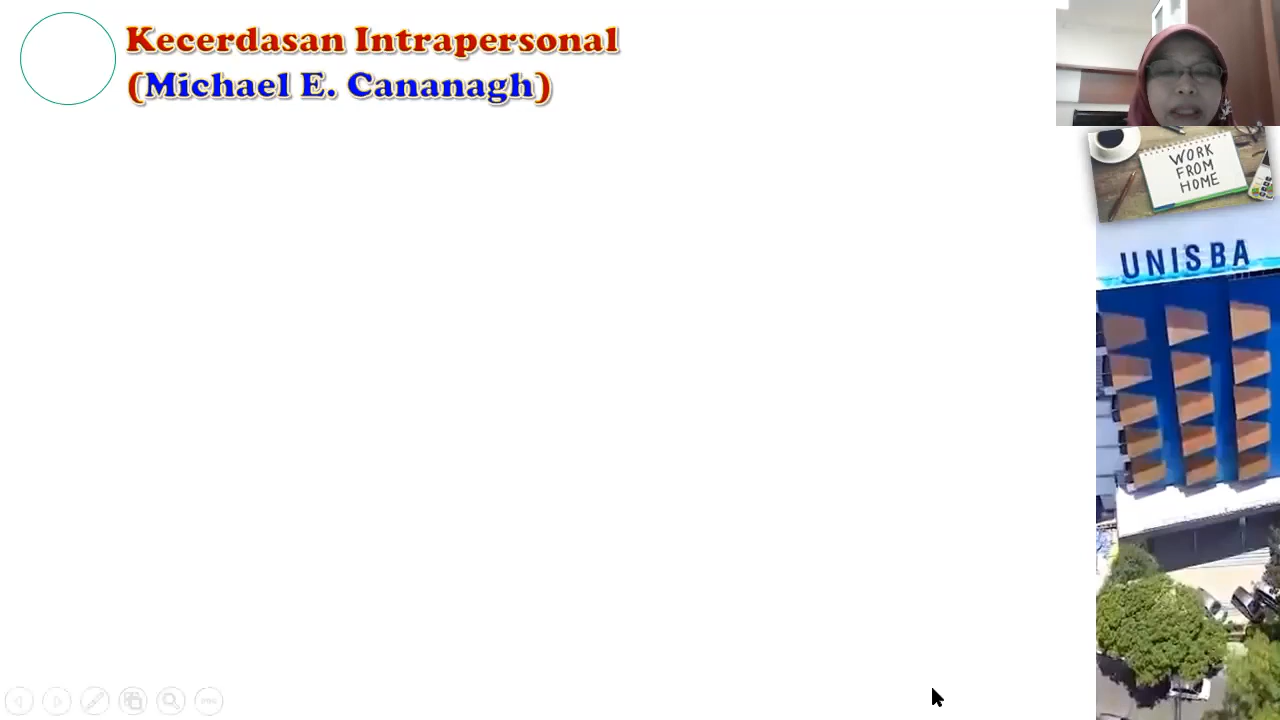 Kecerdasan Intrapersonal
(Michael E. Cananagh)
WORK
FROM
HOME
UNISBA